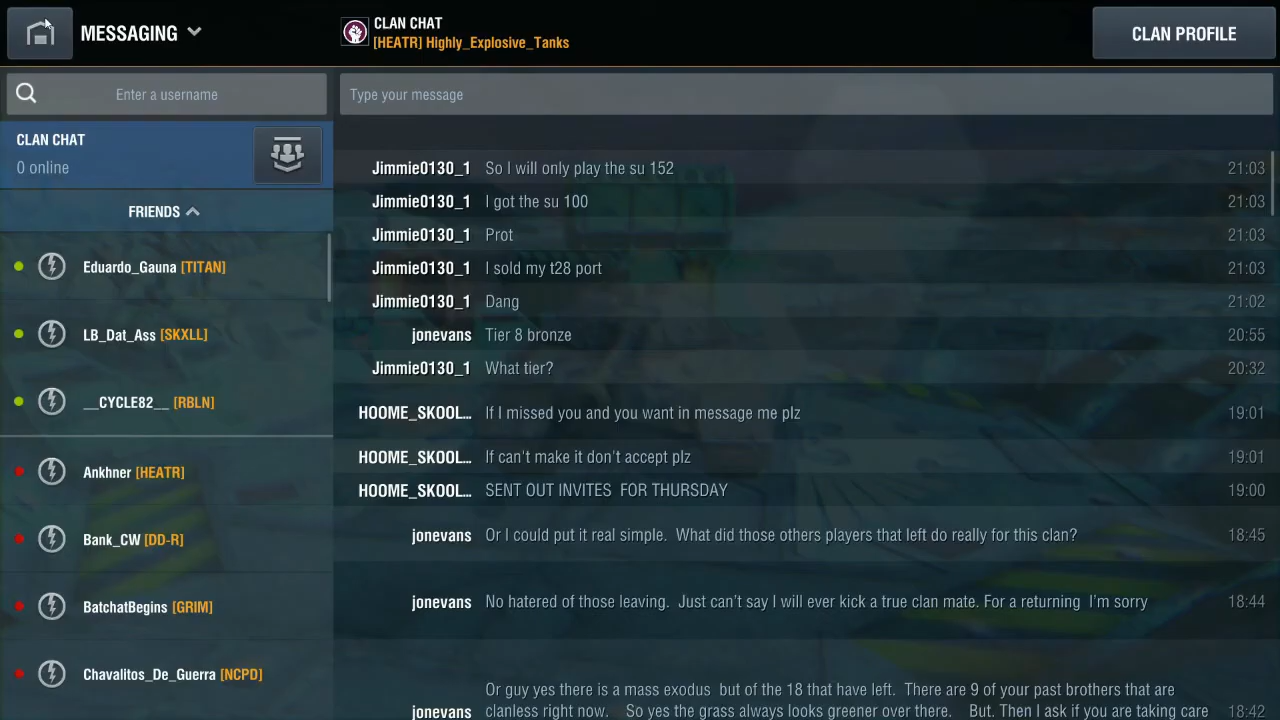 MESSAGING
CLAN CHAT
[HEATR] Highly_Explosive_Tanks
CLAN PROFILE
Enter a username
Type your message
CLAN CHAT
0 online
FRIENDS
Eduardo_Gauna [TITAN]
LB_Dat_Ass [SKXLL]
__CYCLE82__ [RBLN]
Ankhner [HEATR]
Bank_CW [DD-R]
BatchatBegins [GRIM]
Chavalitos_De_Guerra [NCPD]
Jimmie0130_1 So I will only play the su 152 21:03
Jimmie0130_1 I got the su 100 21:03
Jimmie0130_1 Prot 21:03
Jimmie0130_1 I sold my t28 port 21:03
Jimmie0130_1 Dang 21:02
jonevans Tier 8 bronze 20:55
Jimmie0130_1 What tier? 20:32
HOOME_SKOOL... If I missed you and you want in message me plz 19:01
HOOME_SKOOL... If can't make it don't accept plz 19:01
HOOME_SKOOL... SENT OUT INVITES FOR THURSDAY 19:00
jonevans Or I could put it real simple. What did those others players that left do really for this clan? 18:45
jonevans No hatered of those leaving. Just can't say I will ever kick a true clan mate. For a returning I'm sorry 18:44
Or guy yes there is a mass exodus but of the 18 that have left. There are 9 of your past brothers that are
jonevans clanless right now. So yes the grass always looks greener over there. But. Then I ask if you are taking care 18:42